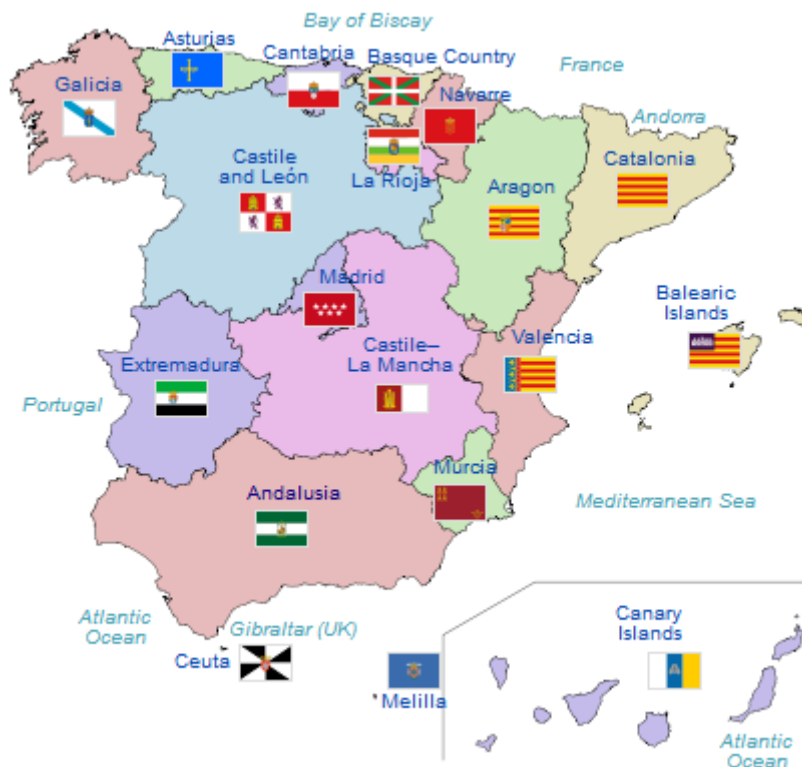 Bay of Biscay
Asturias
Cantabria
Basque Country
France
Galicia
Navarre
Andorra
Castile
and León
La Rioja
Catalonia
Aragon
Madrid
Balearic
Islands
Valencia
Castile–
La Mancha
Extremadura
Portugal
Murcia
Andalusia
Mediterranean Sea
Atlantic
Ocean
Gibraltar (UK)
Ceuta
Melilla
Canary
Islands
Atlantic
Ocean